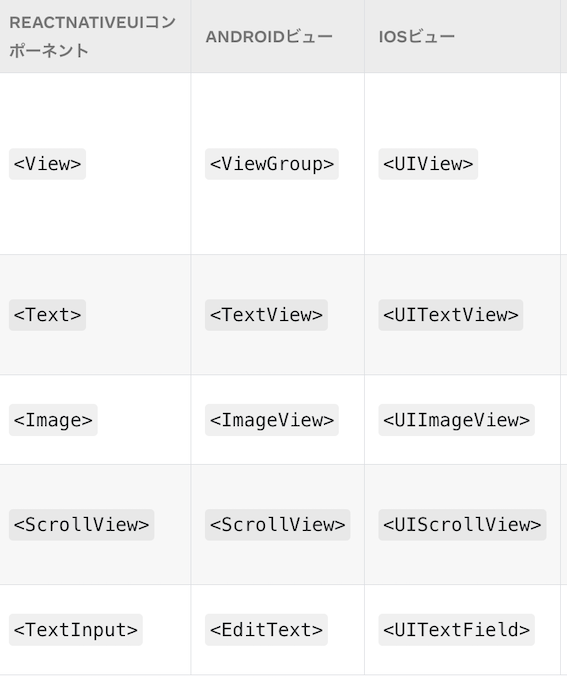 REACTNATIVEUIコン
ポーネント
ANDROIDビュー
IOSビュー
<View>
<ViewGroup>
<UIView>
<Text>
<TextView>
<UITextView>
<Image>
<ImageView>
<UIImageView>
<ScrollView>
<ScrollView>
<UIScrollView>
<TextInput>
<EditText>
<UITextField>